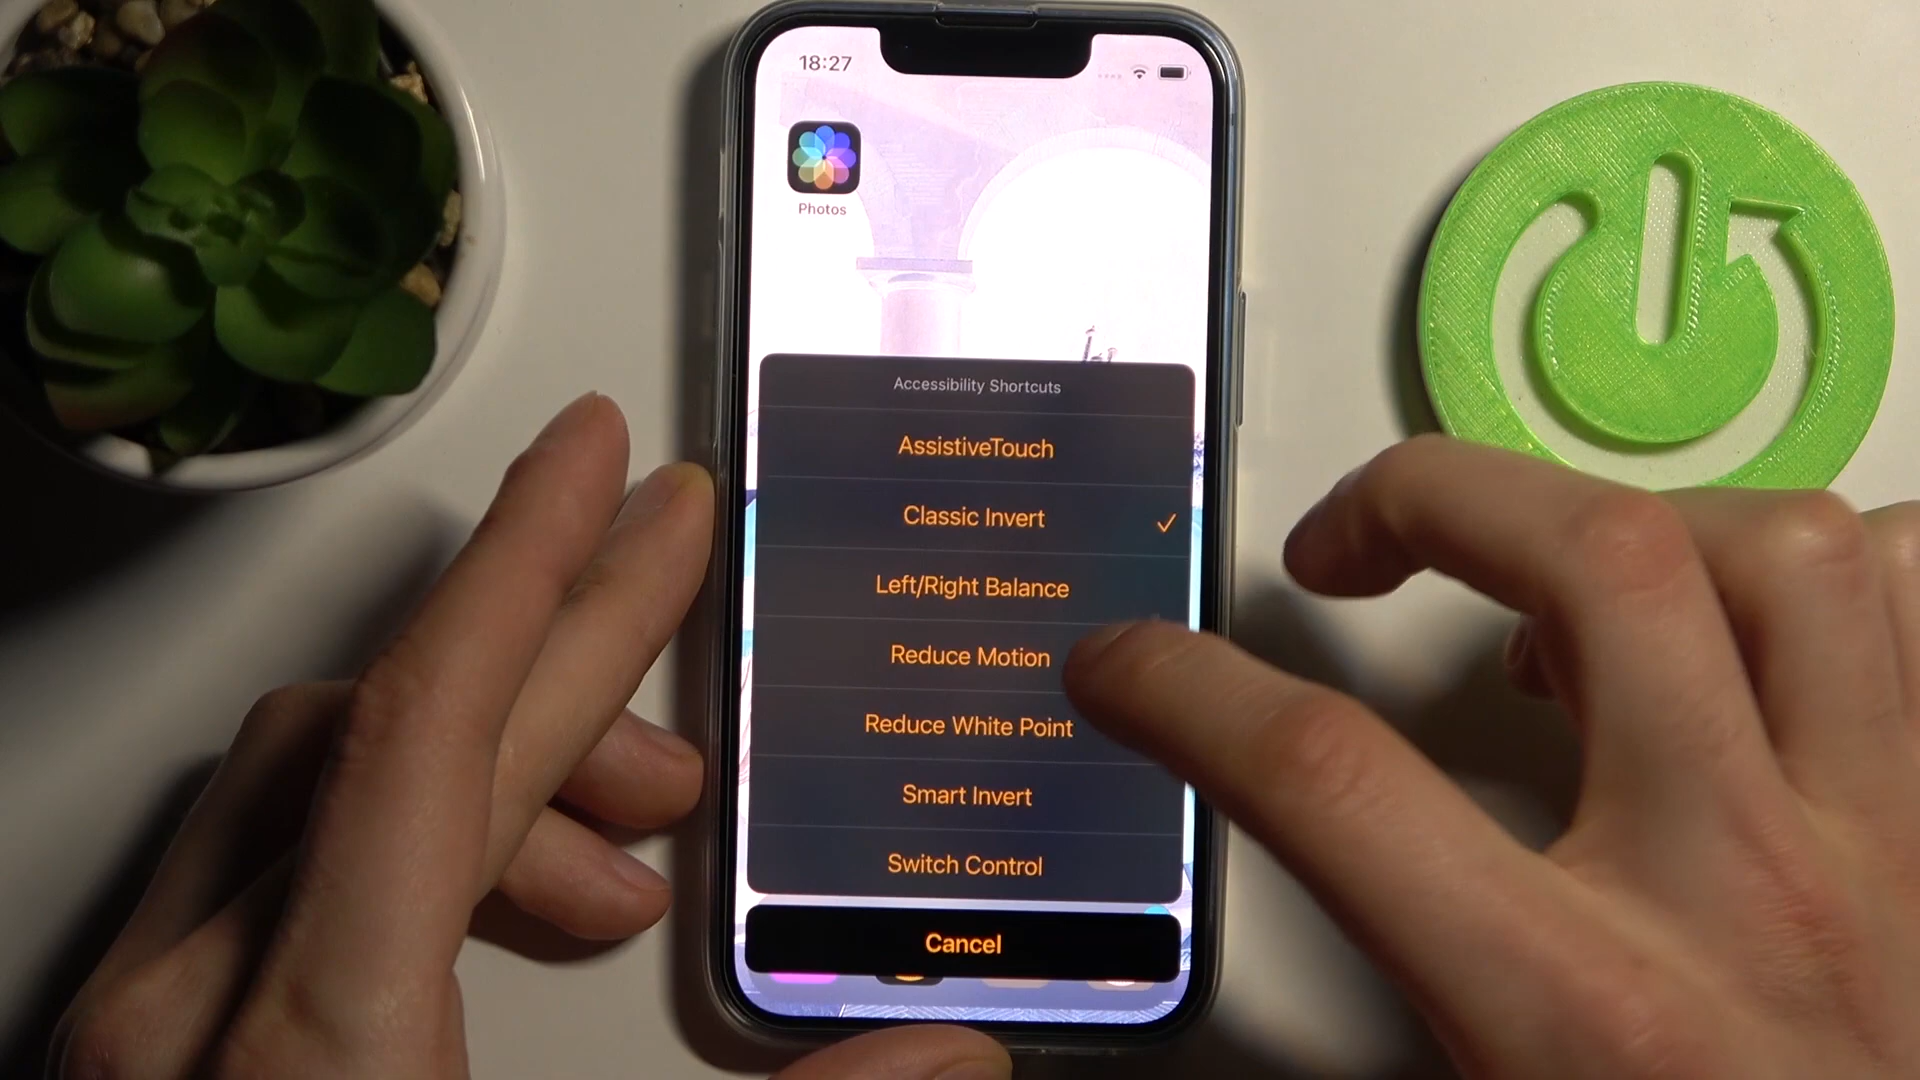 18:27
Photos
Accessibility Shortcuts
AssistiveTouch
Classic Invert
Left/Right Balance
Reduce Motion
Reduce White Point
Smart Invert
Switch Control
Cancel